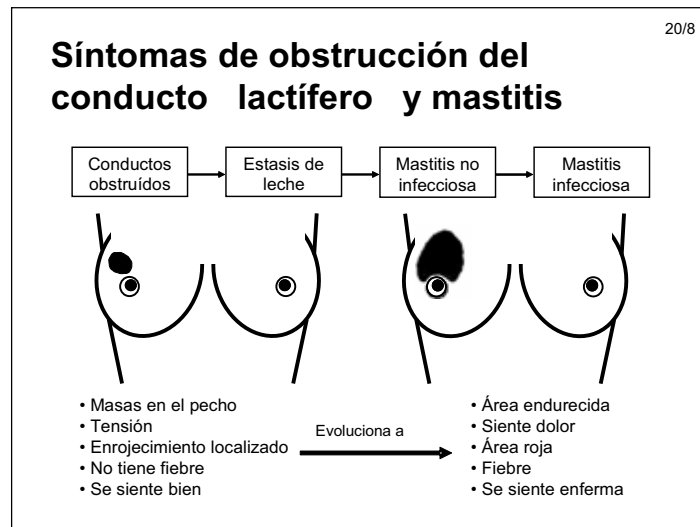 20/8
Síntomas de obstrucción del
conducto lactífero y mastitis
Conductos
obstruídos
Estasis de
leche
Mastitis no
infecciosa
Mastitis
infecciosa
• Masas en el pecho
• Tensión
• Enrojecimiento localizado
• No tiene fiebre
• Se siente bien
Evoluciona a
• Área endurecida
• Siente dolor
• Área roja
• Fiebre
• Se siente enferma